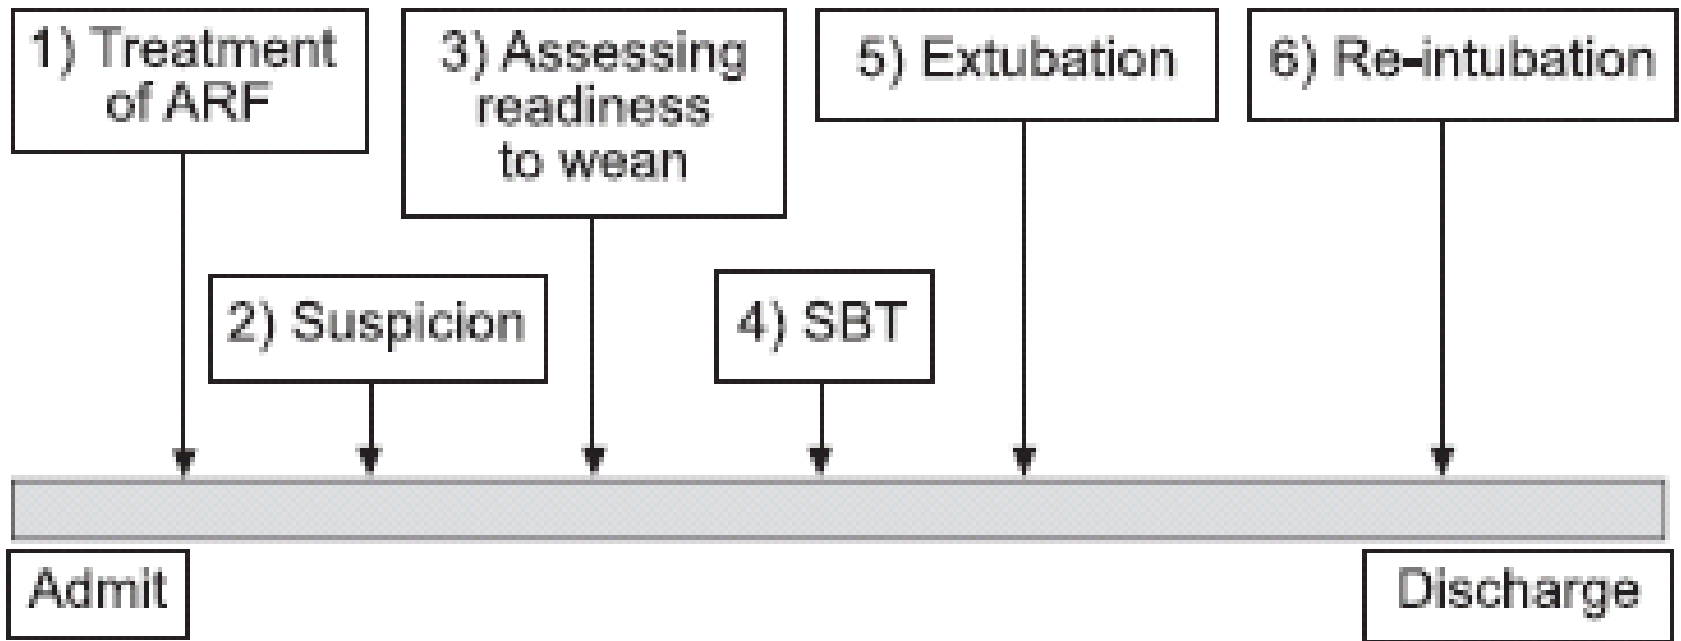 1) Treatment
of ARF
3) Assessing
readiness
to wean
5) Extubation
6) Re-intubation
2) Suspicion
4) SBT
Admit
Discharge